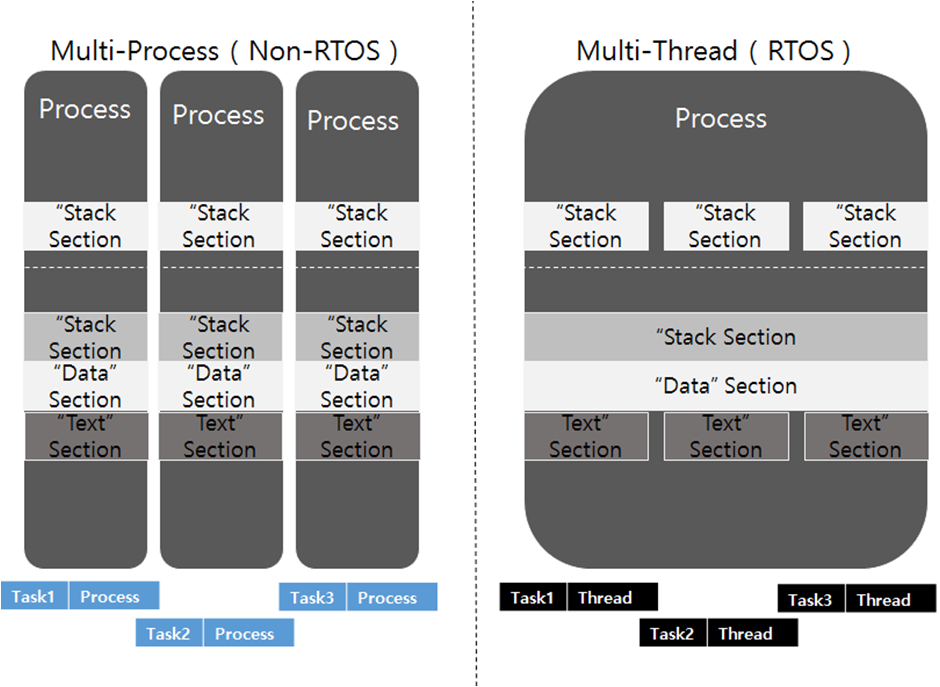 Multi-Process ( Non-RTOS )
Process
Process
Process
“Stack
Section
“Stack
Section
“Stack
Section
“Stack
Section
“Stack
Section
“Stack
Section
“Data”
Section
“Data”
Section
“Data”
Section
“Text”
Section
Text”
Section
Text”
Section
Task1 Process
Task2 Process
Task3 Process
Multi-Thread ( RTOS )
Process
“Stack
Section
“Stack
Section
“Stack
Section
“Stack Section
“Data” Section
Text”
Section
Text”
Section
Text”
Section
Task1 Thread
Task2 Thread
Task3 Thread